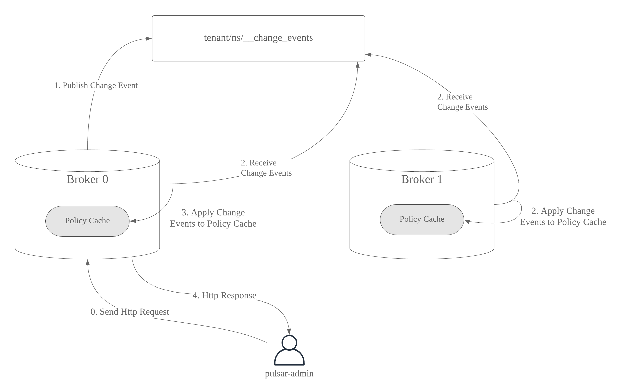 tenant/ns/__change_events
1. Publish Change Event
2. Receive
Change Events
2. Receive
Change Events
Broker 0
Broker 1
Policy Cache
Policy Cache
3. Apply Change
Events to Policy Cache
2. Apply Change
Events to Policy Cache
4. Http Response
0. Send Http Request
pulsar-admin